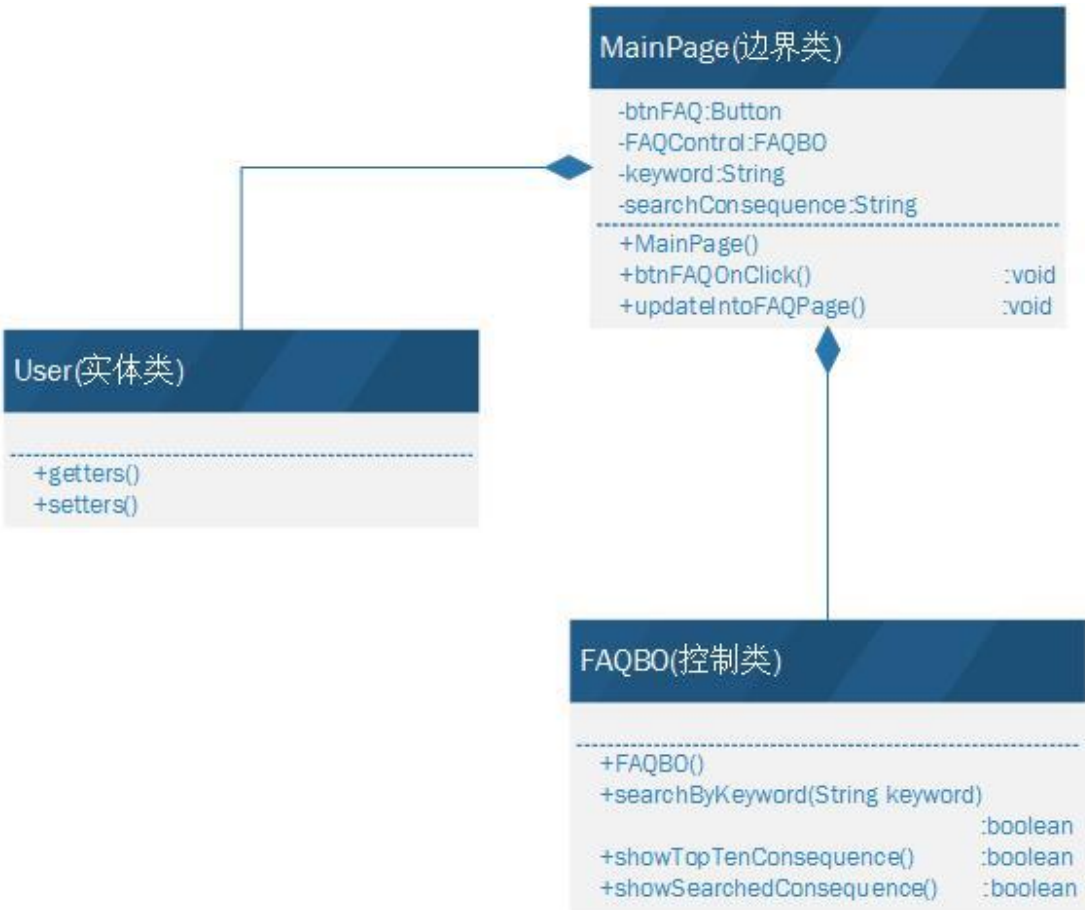 MainPage(边界类)
-btnFAQ:Button
-FAQControl:FAQBO
-keyword:String
-searchConsequence:String
+MainPage()
+btnFAQOnClick() :void
+updateIntoFAQPage() :void
User(实体类)
+getters()
+setters()
FAQBO(控制类)
+FAQBO()
+searchByKeyword(String keyword)
:boolean
+showTopTenConsequence() :boolean
+showSearchedConsequence() :boolean